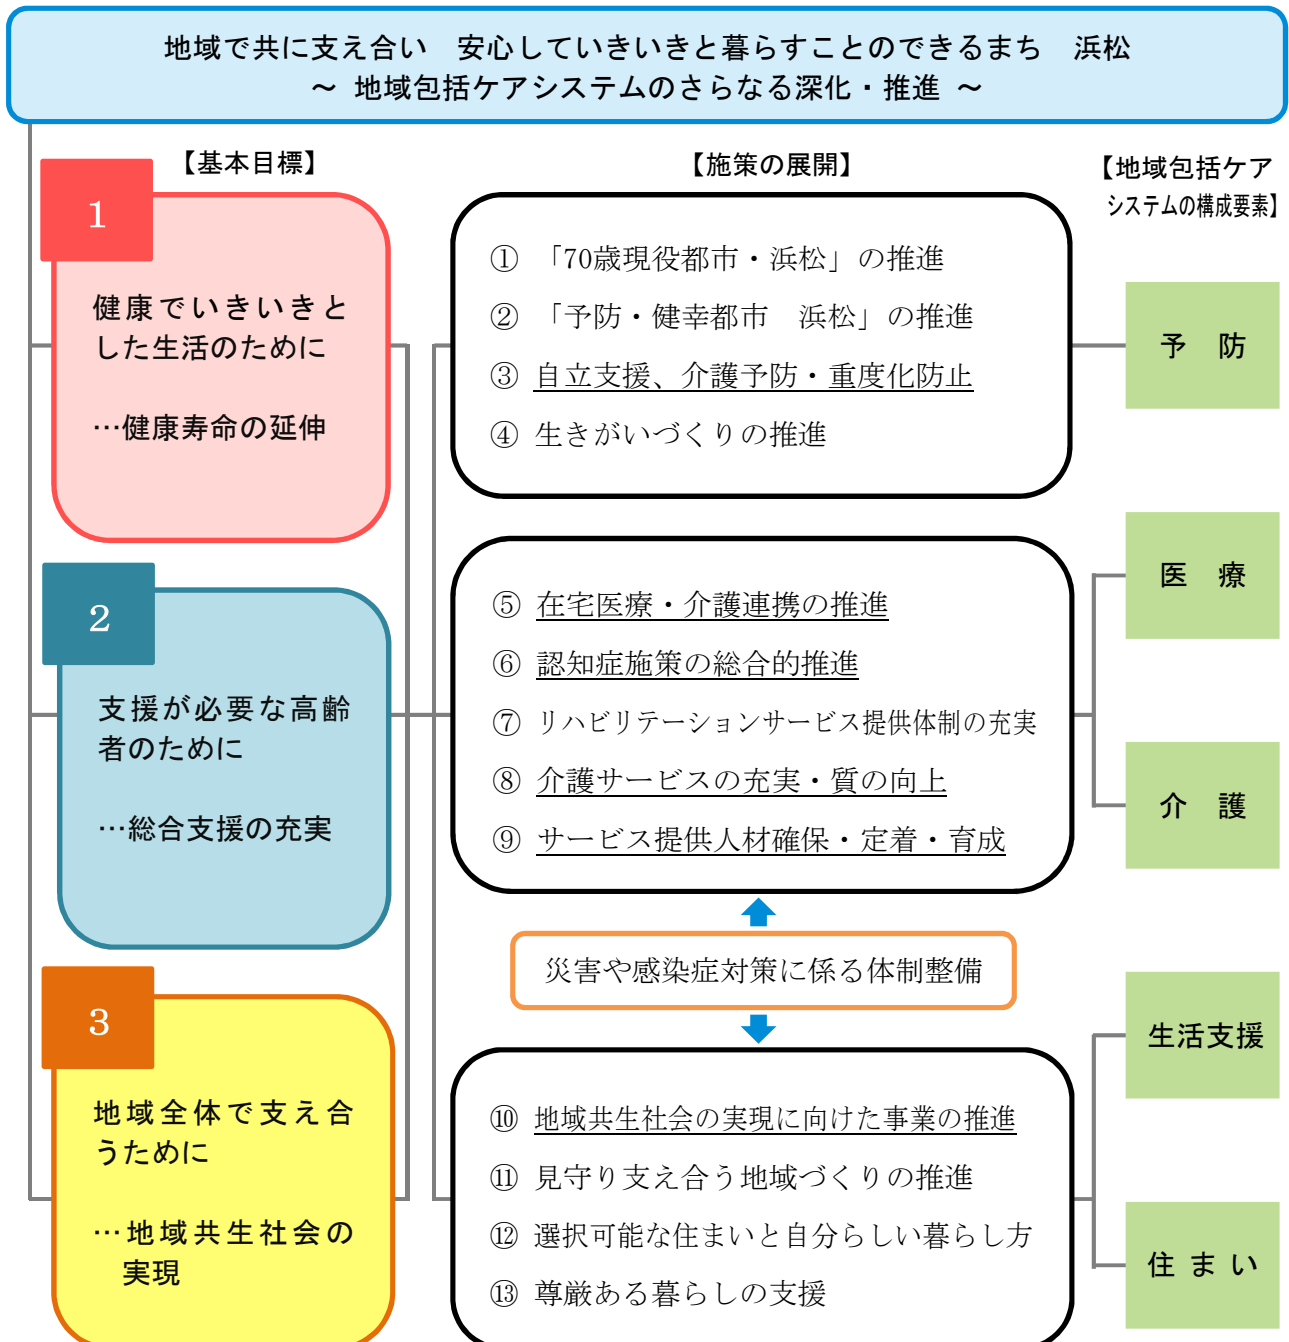 地域で共に支え合い　安心していきいきと暮らすことのできるまち　浜松
～ 地域包括ケアシステムのさらなる深化・推進 ～
【基本目標】
【施策の展開】
【地域包括ケア
システムの構成要素】
1
健康でいきいきと
した生活のために
…健康寿命の延伸
① 「70歳現役都市・浜松」の推進
② 「予防・健幸都市　浜松」の推進
③ 自立支援、介護予防・重度化防止
④ 生きがいづくりの推進
予　防
2
支援が必要な高齢
者のために
…総合支援の充実
⑤ 在宅医療・介護連携の推進
⑥ 認知症施策の総合的推進
⑦ リハビリテーションサービス提供体制の充実
⑧ 介護サービスの充実・質の向上
⑨ サービス提供人材確保・定着・育成
医　療
介　護
災害や感染症対策に係る体制整備
3
地域全体で支え合
うために
…地域共生社会の
実現
⑩ 地域共生社会の実現に向けた事業の推進
⑪ 見守り支え合う地域づくりの推進
⑫ 選択可能な住まいと自分らしい暮らし方
⑬ 尊厳ある暮らしの支援
生活支援
住まい